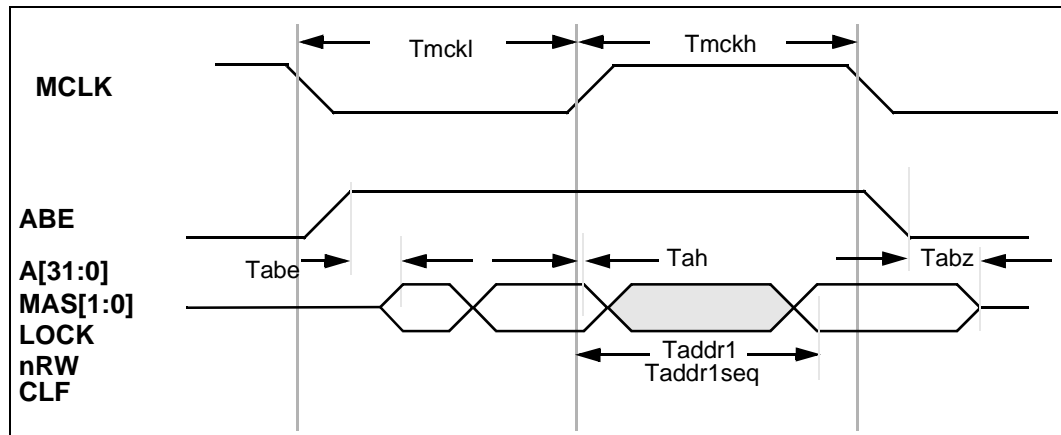 Tmckl
Tmckh
MCLK
ABE
A[31:0]
Tabe
Tah
Tabz
MAS[1:0]
LOCK
Taddr1
nRW
Taddr1seq
CLF